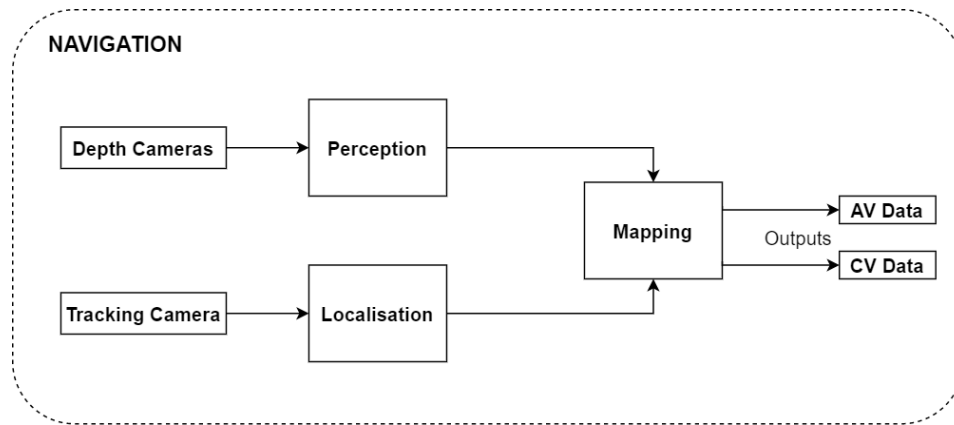 NAVIGATION
Depth Cameras
Perception
Mapping
AV Data
Outputs
CV Data
Tracking Camera
Localisation